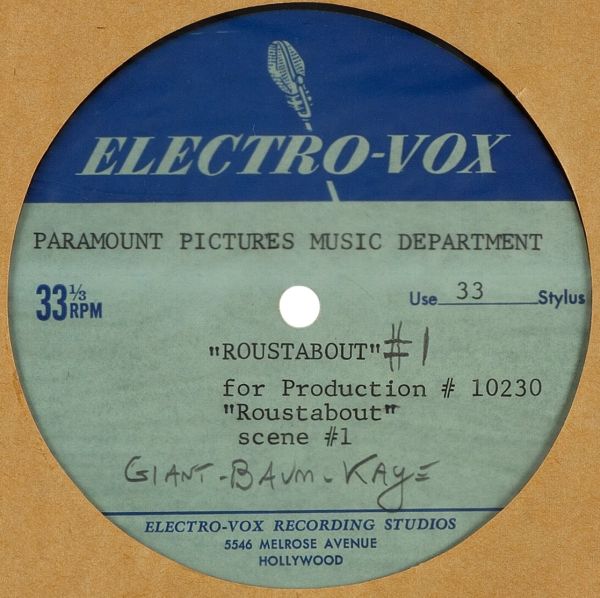 ELECTRO-VOX
PARAMOUNT PICTURES MUSIC DEPARTMENT
33 1/3 RPM
Use 33 Stylus
"ROUSTABOUT" #1
for Production # 10230
"Roustabout"
scene #1
GIANT-BAUM-KAYE
ELECTRO-VOX RECORDING STUDIOS
5546 MELROSE AVENUE
HOLLYWOOD